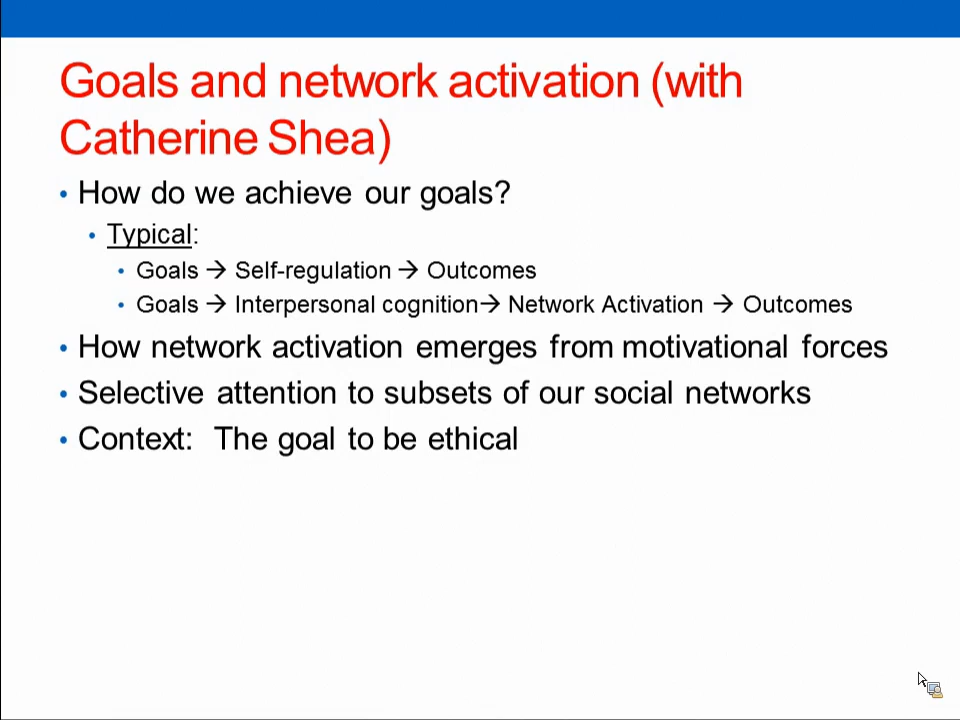 Goals and network activation (with
Catherine Shea)
• How do we achieve our goals?
• Typical:
• Goals → Self-regulation → Outcomes
• Goals → Interpersonal cognition→ Network Activation → Outcomes
• How network activation emerges from motivational forces
• Selective attention to subsets of our social networks
• Context:  The goal to be ethical